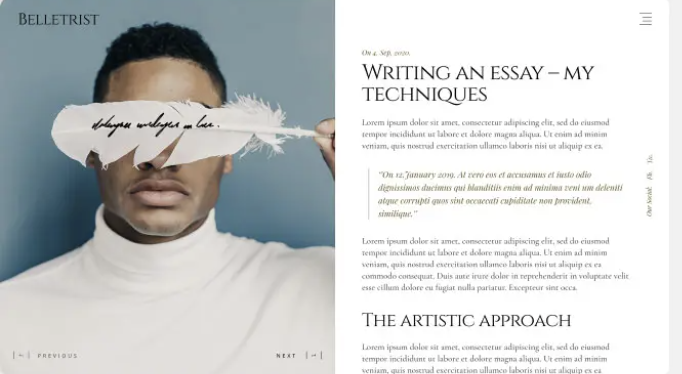 BELLETRIST
On 4. Sep, 2020.
WRITING AN ESSAY – MY
TECHNIQUES
Lorem ipsum dolor sit amet, consectetur adipiscing elit, sed do eiusmod
tempor incididunt ut labore et dolore magna aliqua. Ut enim ad minim
veniam, quis nostrud exercitation ullamco laboris nisi ut aliquip ex ea.
"On 12. January 2019. At vero eos et accusamus et iusto odio
dignissimos ducimus qui blanditiis enim ad minima veni um deleniti
atque corrupti quos sint occaecati cupiditate non provident,
similique."
Our Social: Fb. Tw.
Lorem ipsum dolor sit amet, consectetur adipiscing elit, sed do eiusmod
tempor incididunt ut labore et dolore magna aliqua. Ut enim ad minim
veniam, quis nostrud exercitation ullamco laboris nisi ut aliquip ex ea
commodo consequat. Duis aute irure dolor in reprehenderit in voluptate velit
esse cillum dolore eu fugiat nulla pariatur. Excepteur sint occa.
THE ARTISTIC APPROACH
Lorem ipsum dolor sit amet, consectetur adipiscing elit, sed do eiusmod
tempor incididunt ut labore et dolore magna aliqua. Ut enim ad minim
veniam, quis nostrud exercitation ullamco laboris nisi ut aliquip ex ea
PREVIOUS
NEXT